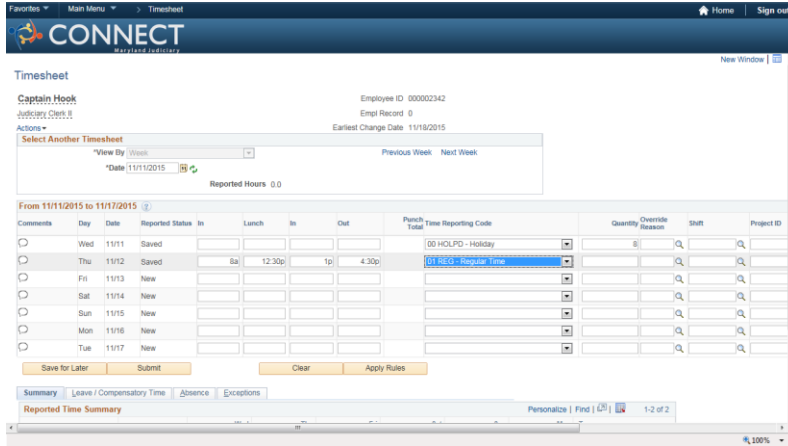 Favorites Main Menu > Timesheet Home Sign out
CONNECT
Maryland Judiciary
New Window
Timesheet
Captain Hook Employee ID 000002342
Judiciary Clerk II Empl Record 0
Actions Earliest Change Date 11/18/2015
Select Another Timesheet
*View By Week Previous Week Next Week
*Date 11/11/2015
Reported Hours 0.0
From 11/11/2015 to 11/17/2015
Comments Day Date Reported Status In Lunch In Out Punch Total Time Reporting Code Quantity Override Reason Shift Project ID
Wed 11/11 Saved 00 HOLPD - Holiday 8
Thu 11/12 Saved 8a 12:30p 1p 4:30p 01 REG - Regular Time
Fri 11/13 New
Sat 11/14 New
Sun 11/15 New
Mon 11/16 New
Tue 11/17 New
Save for Later Submit Clear Apply Rules
Summary Leave / Compensatory Time Absence Exceptions
Reported Time Summary Personalize | Find | 1-2 of 2
100%